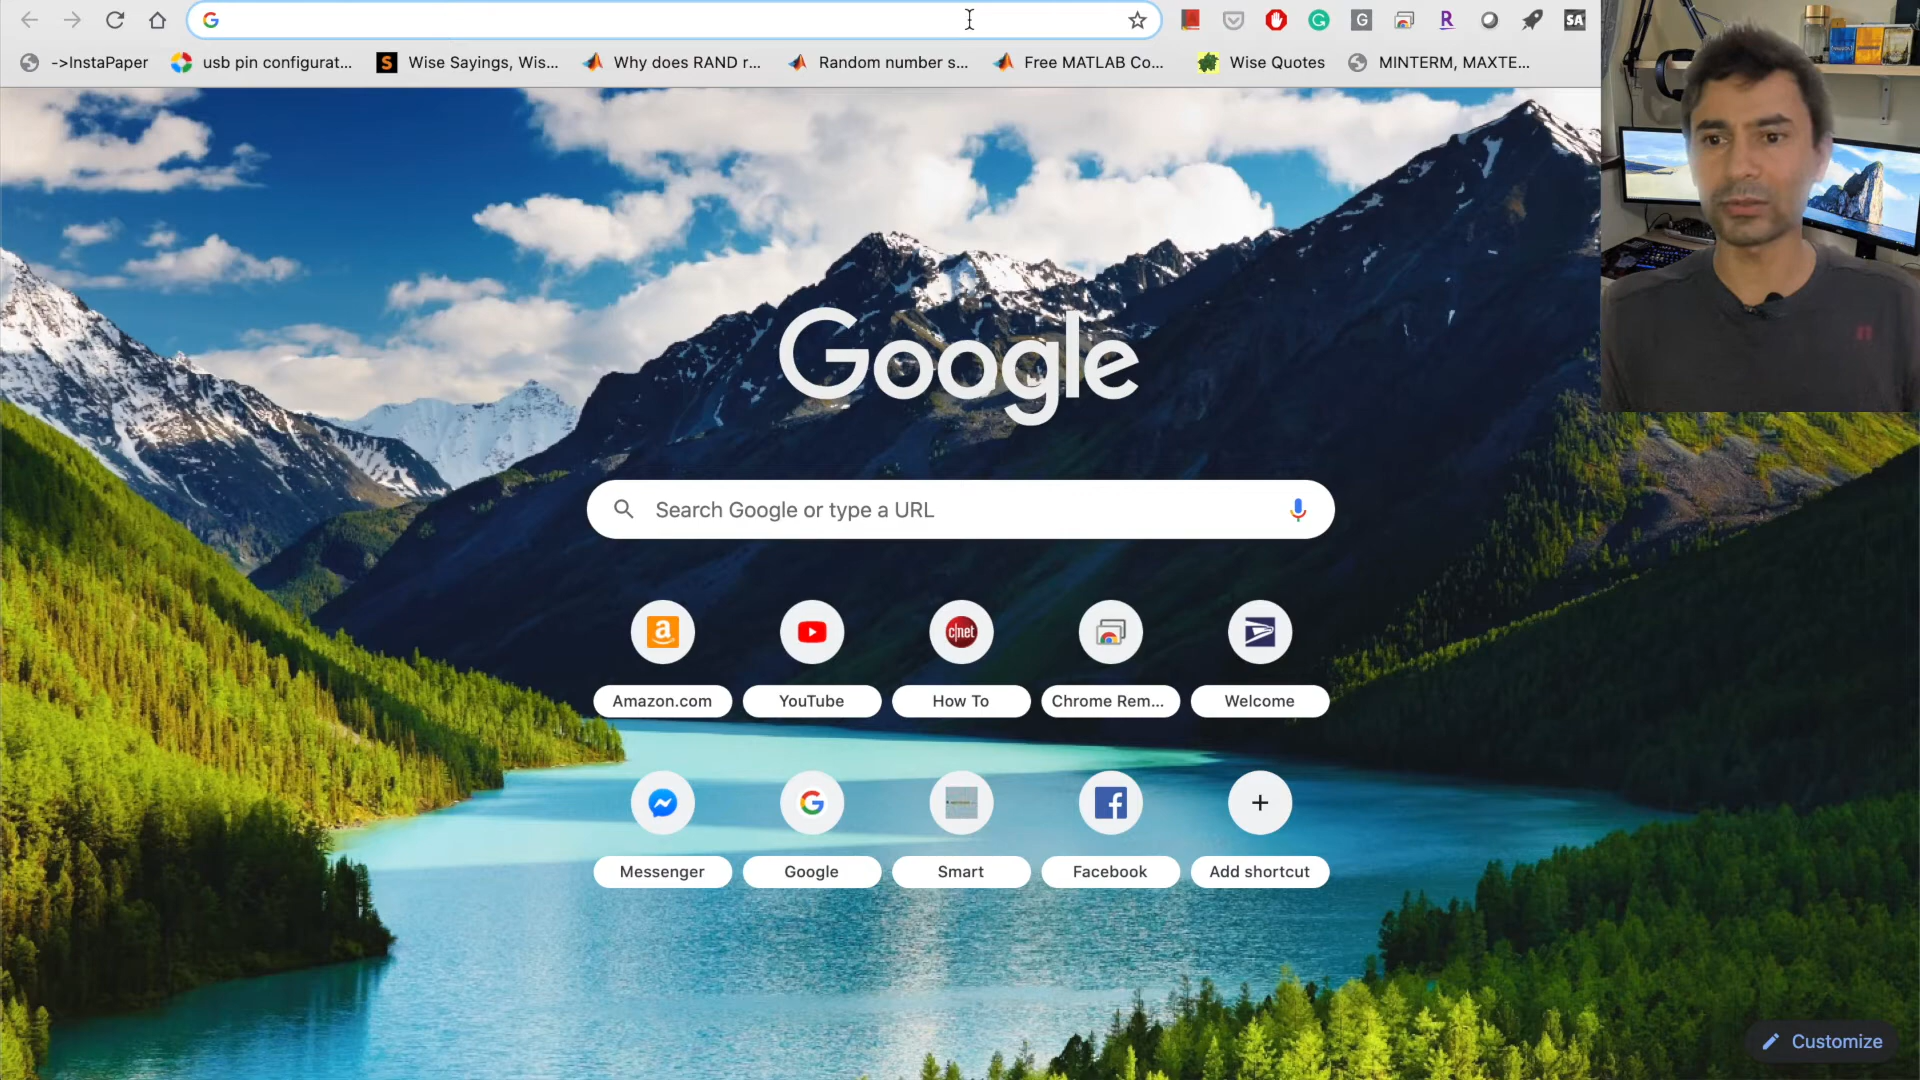 ->InstaPaper usb pin configurat... Wise Sayings, Wis... Why does RAND r... Random number s... Free MATLAB Co... Wise Quotes MINTERM, MAXTE...
Google
Search Google or type a URL
Amazon.com YouTube How To Chrome Rem... Welcome
Messenger Google Smart Facebook Add shortcut
Customize